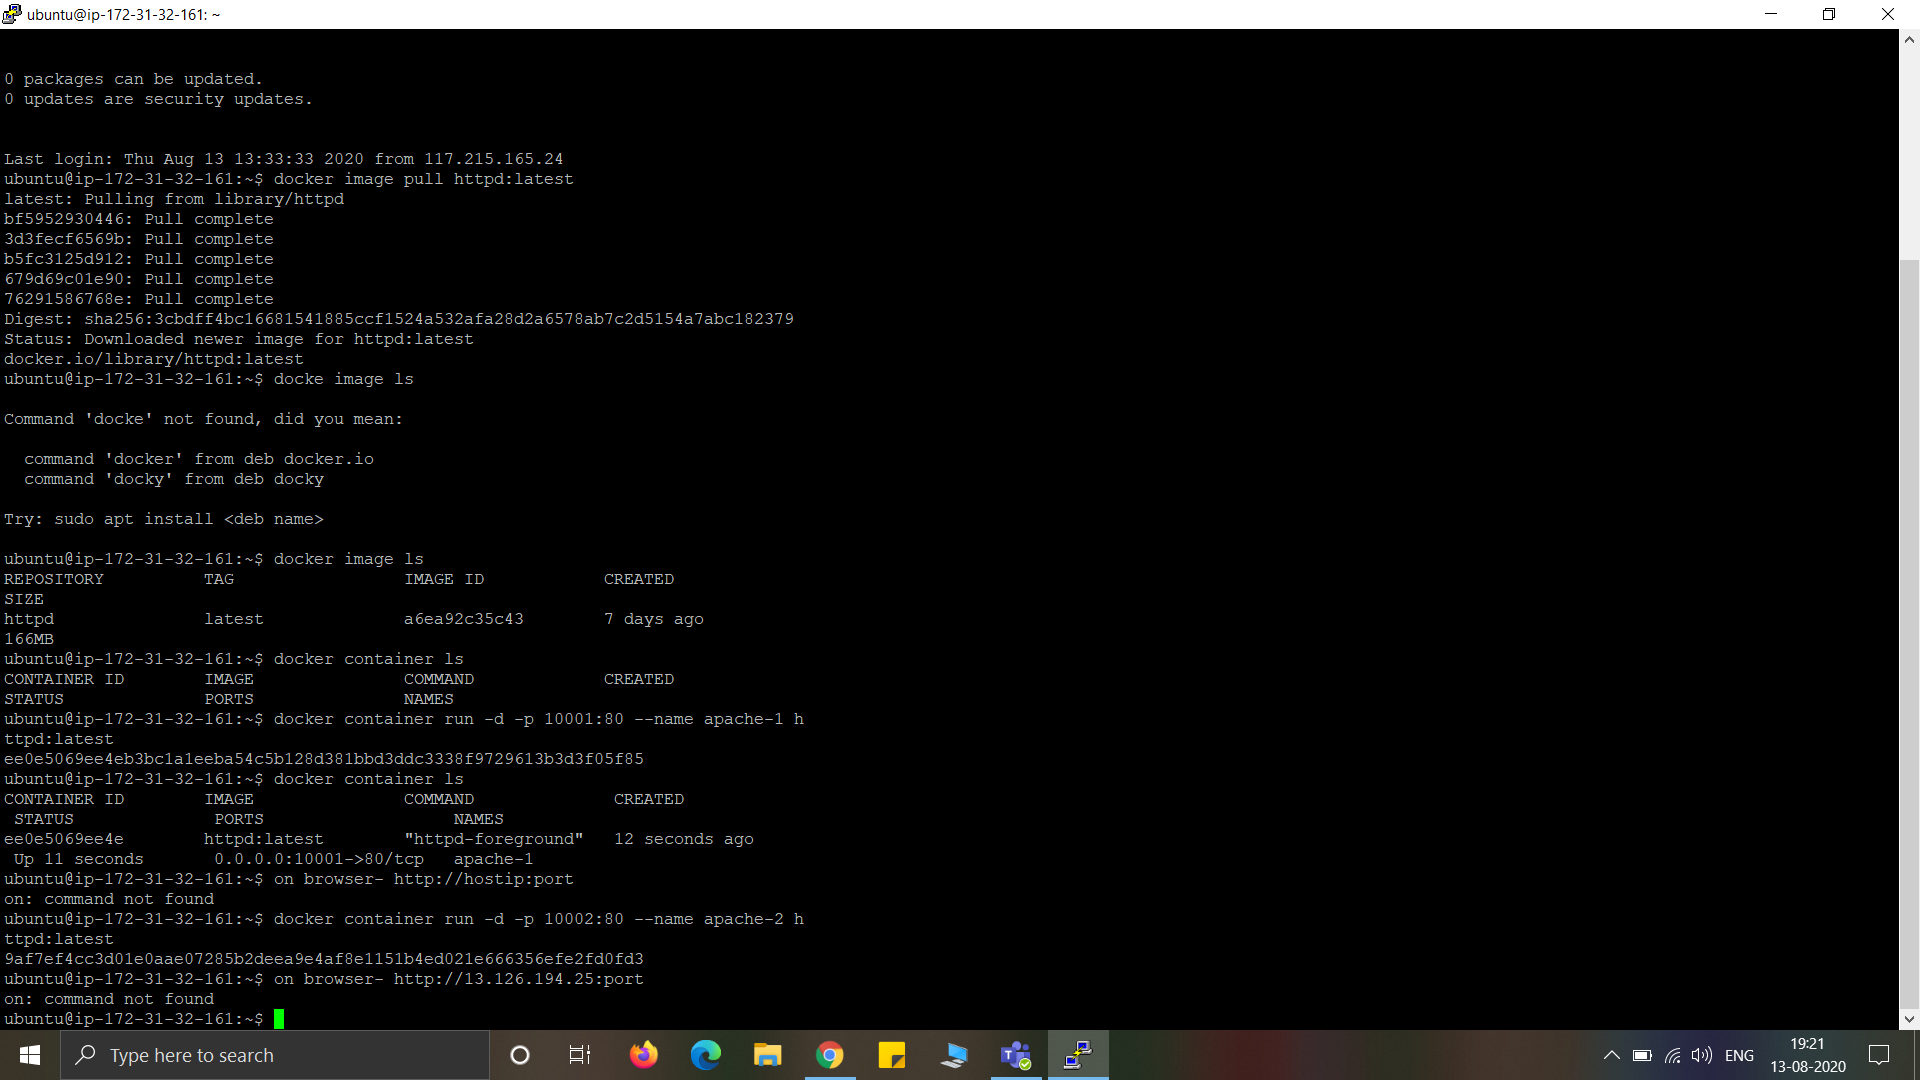 ubuntu@ip-172-31-32-161: ~
0 packages can be updated.
0 updates are security updates.
Last login: Thu Aug 13 13:33:33 2020 from 117.215.165.24
ubuntu@ip-172-31-32-161:~$ docker image pull httpd:latest
latest: Pulling from library/httpd
bf5952930446: Pull complete
3d3fecf6569b: Pull complete
b5fc3125d912: Pull complete
679d69c01e90: Pull complete
76291586768e: Pull complete
Digest: sha256:3cbdff4bc16681541885ccf1524a532afa28d2a6578ab7c2d5154a7abc182379
Status: Downloaded newer image for httpd:latest
docker.io/library/httpd:latest
ubuntu@ip-172-31-32-161:~$ docke image ls
Command 'docke' not found, did you mean:
command 'docker' from deb docker.io
command 'docky' from deb docky
Try: sudo apt install <deb name>
ubuntu@ip-172-31-32-161:~$ docker image ls
REPOSITORY TAG IMAGE ID CREATED
SIZE
httpd latest a6ea92c35c43 7 days ago
166MB
ubuntu@ip-172-31-32-161:~$ docker container ls
CONTAINER ID IMAGE COMMAND CREATED
STATUS PORTS NAMES
ubuntu@ip-172-31-32-161:~$ docker container run -d -p 10001:80 --name apache-1 h
ttpd:latest
ee0e5069ee4eb3bc1a1eeba54c5b128d381bbd3ddc3338f9729613b3d3f05f85
ubuntu@ip-172-31-32-161:~$ docker container ls
CONTAINER ID IMAGE COMMAND CREATED
STATUS PORTS NAMES
ee0e5069ee4e httpd:latest "httpd-foreground" 12 seconds ago
Up 11 seconds 0.0.0.0:10001->80/tcp apache-1
ubuntu@ip-172-31-32-161:~$ on browser- http://hostip:port
on: command not found
ubuntu@ip-172-31-32-161:~$ docker container run -d -p 10002:80 --name apache-2 h
ttpd:latest
9af7ef4cc3d01e0aae07285b2deea9e4af8e1151b4ed021e666356efe2fd0fd3
ubuntu@ip-172-31-32-161:~$ on browser- http://13.126.194.25:port
on: command not found
ubuntu@ip-172-31-32-161:~$
Type here to search
ENG
19:21
13-08-2020